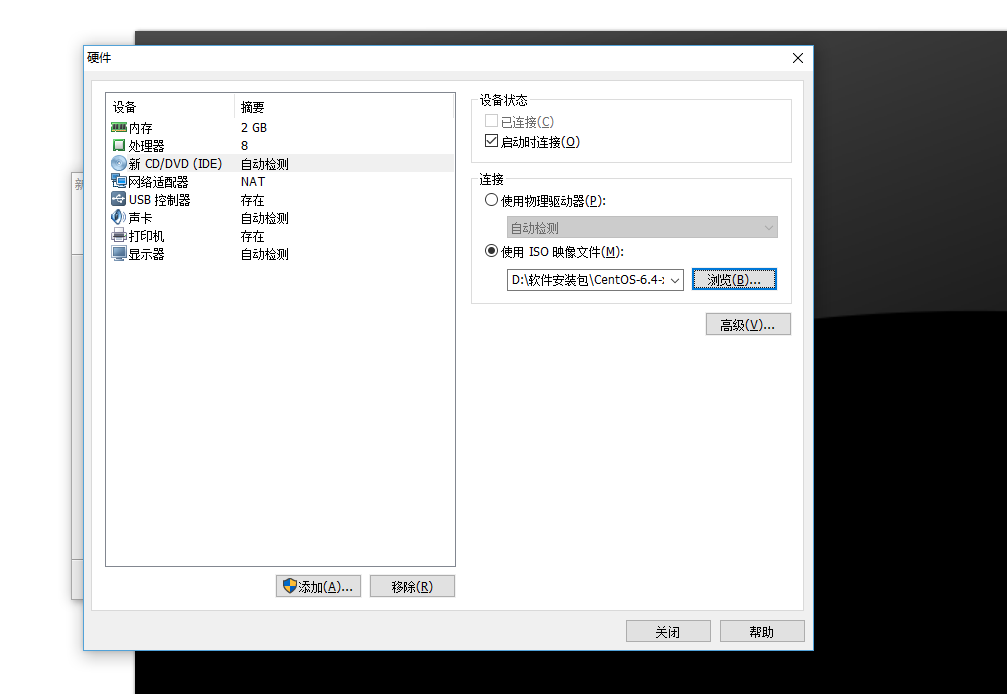 硬件
新
设备 摘要
内存 2 GB
处理器 8
新 CD/DVD (IDE) 自动检测
网络适配器 NAT
USB 控制器 存在
声卡 自动检测
打印机 存在
显示器 自动检测
添加(A)... 移除(R)
设备状态
已连接(C)
启动时连接(O)
连接
使用物理驱动器(P):
自动检测
使用 ISO 映像文件(M):
D:\软件安装包\CentOS-6.4-
浏览(B)...
高级(V)...
关闭 帮助